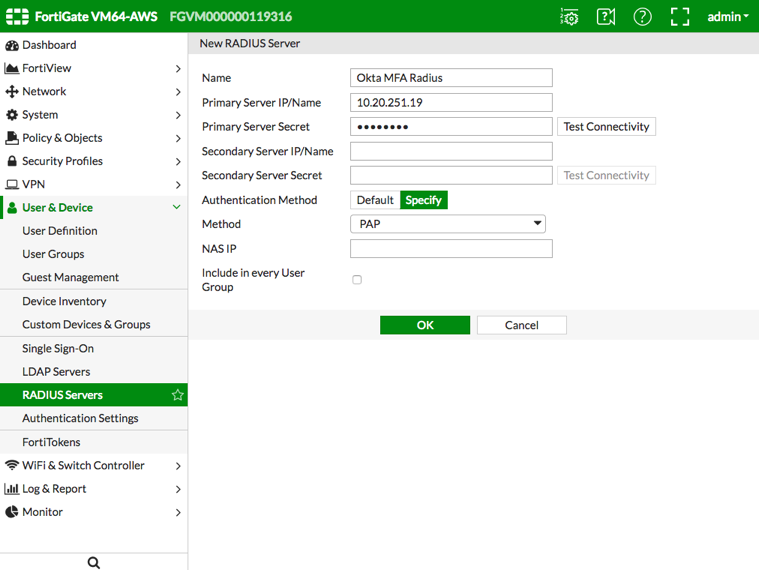 FortiGate VM64-AWS FGVM000000119316
admin
Dashboard
FortiView
Network
System
Policy & Objects
Security Profiles
VPN
User & Device
User Definition
User Groups
Guest Management
Device Inventory
Custom Devices & Groups
Single Sign-On
LDAP Servers
RADIUS Servers
Authentication Settings
FortiTokens
WiFi & Switch Controller
Log & Report
Monitor
New RADIUS Server
Name Okta MFA Radius
Primary Server IP/Name 10.20.251.19
Primary Server Secret •••••••• Test Connectivity
Secondary Server IP/Name
Secondary Server Secret Test Connectivity
Authentication Method Default Specify
Method PAP
NAS IP
Include in every User
Group
OK Cancel